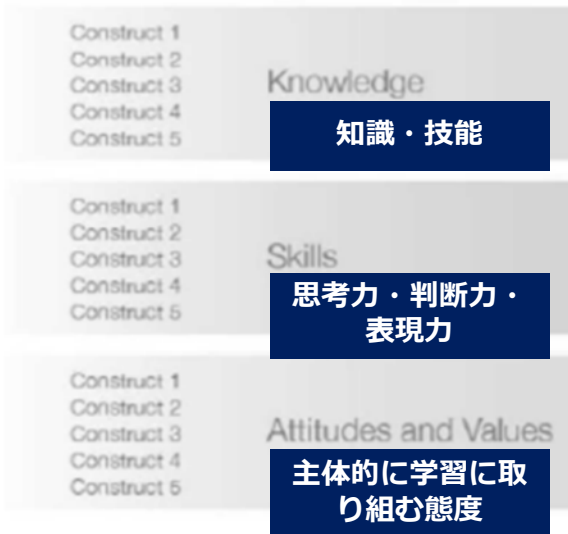 Construct 1
Construct 2
Construct 3
Construct 4
Construct 5
Knowledge
知識・技能
Construct 1
Construct 2
Construct 3
Construct 4
Construct 5
Skills
思考力・判断力・
表現力
Construct 1
Construct 2
Construct 3
Construct 4
Construct 5
Attitudes and Values
主体的に学習に取
り組む態度